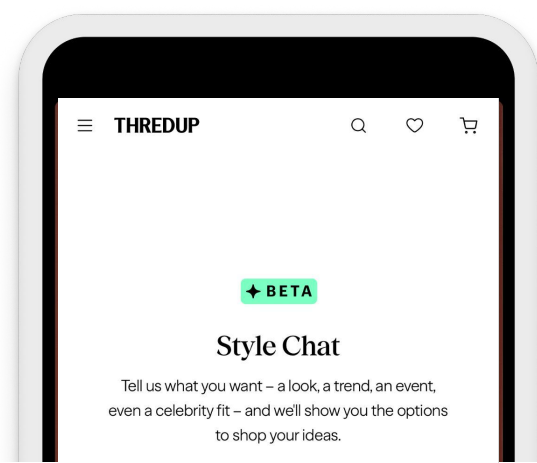 THREDUP
BETA
Style Chat
Tell us what you want – a look, a trend, an event,
even a celebrity fit – and we'll show you the options
to shop your ideas.